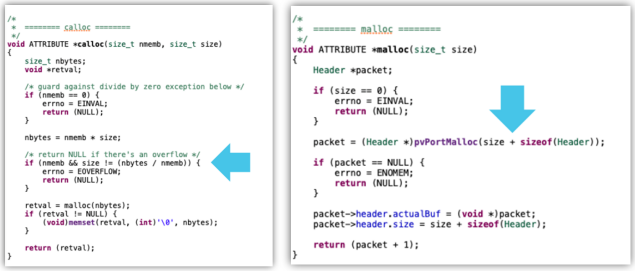 /*
 *  ======== calloc ========
 */
void ATTRIBUTE *calloc(size_t nmemb, size_t size)
{
    size_t nbytes;
    void *retval;

    /* guard against divide by zero exception below */
    if (nmemb == 0) {
        errno = EINVAL;
        return (NULL);
    }

    nbytes = nmemb * size;

    /* return NULL if there's an overflow */
    if (nmemb && size != (nbytes / nmemb)) {
        errno = EOVERFLOW;
        return (NULL);
    }

    retval = malloc(nbytes);
    if (retval != NULL) {
        (void)memset(retval, (int)'\0', nbytes);
    }

    return (retval);
}
/*
 *  ======== malloc ========
 */
void ATTRIBUTE *malloc(size_t size)
{
    Header *packet;

    if (size == 0) {
        errno = EINVAL;
        return (NULL);
    }

    packet = (Header *)pvPortMalloc(size + sizeof(Header));

    if (packet == NULL) {
        errno = ENOMEM;
        return (NULL);
    }

    packet->header.actualBuf = (void *)packet;
    packet->header.size = size + sizeof(Header);

    return (packet + 1);
}